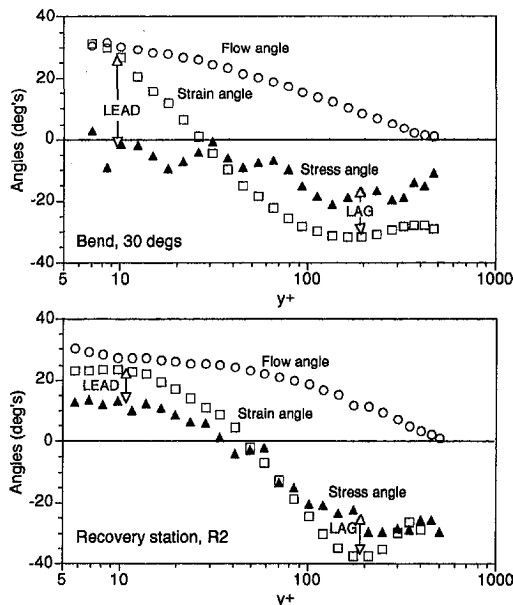 40
20
0
-20
-40
Angles (deg's)
Flow angle
Strain angle
LEAD
Stress angle
LAG
Bend, 30 degs
5
10
100
1000
y+
40
20
0
-20
-40
Angles (deg's)
Flow angle
LEAD
Strain angle
Stress angle
LAG
Recovery station, R2
5
10
100
1000
y+